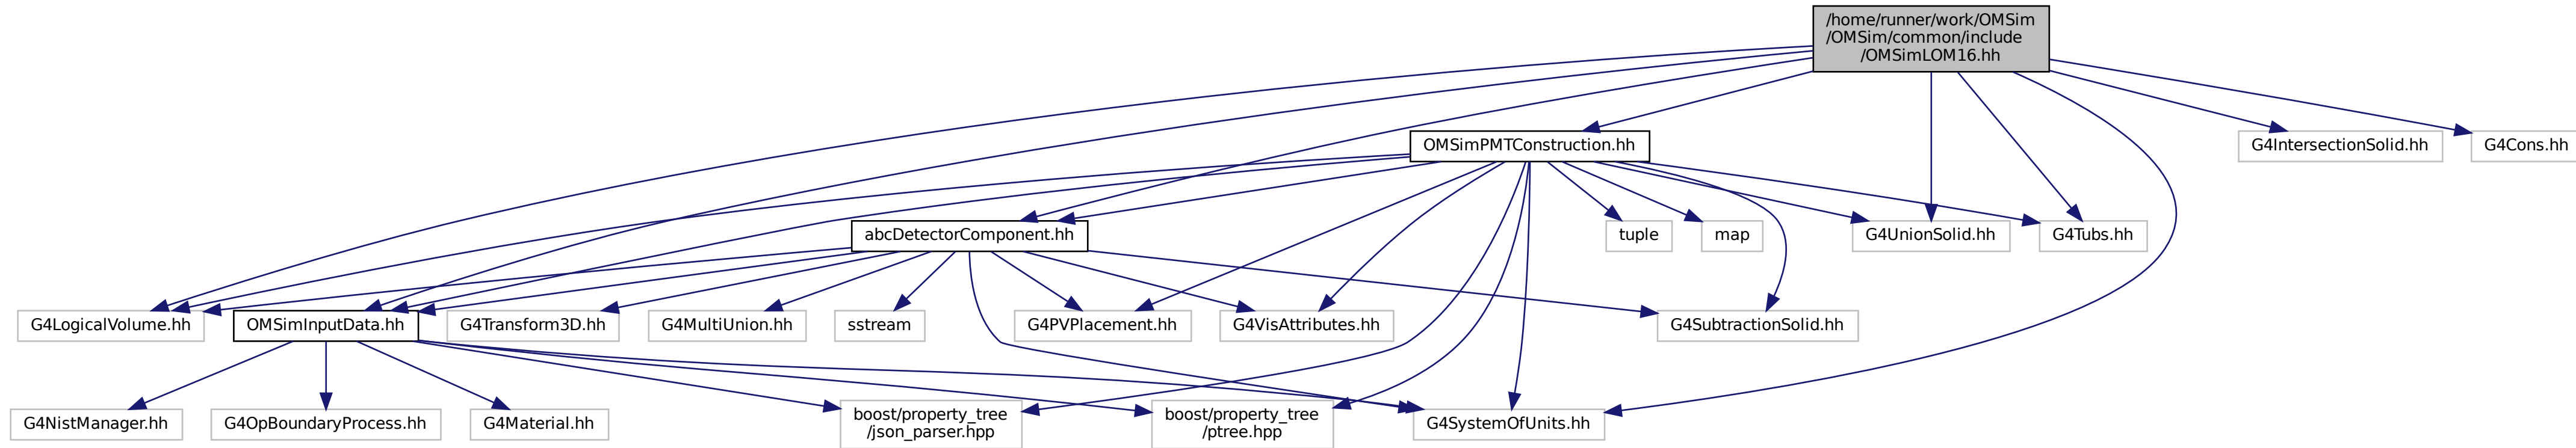 /home/runner/work/OMSim
/OMSim/common/include
/OMSimLOM16.hh
OMSimPMTConstruction.hh
G4IntersectionSolid.hh
G4Cons.hh
abcDetectorComponent.hh
tuple
map
G4UnionSolid.hh
G4Tubs.hh
G4LogicalVolume.hh
OMSimInputData.hh
G4Transform3D.hh
G4MultiUnion.hh
sstream
G4PVPlacement.hh
G4VisAttributes.hh
G4SubtractionSolid.hh
G4NistManager.hh
G4OpBoundaryProcess.hh
G4Material.hh
boost/property_tree
/json_parser.hpp
boost/property_tree
/ptree.hpp
G4SystemOfUnits.hh